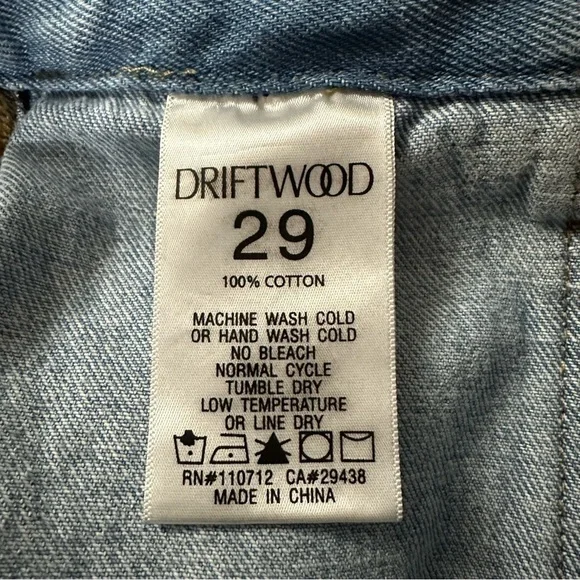 DRIFTWOOD
29
100% COTTON
MACHINE WASH COLD
OR HAND WASH COLD
NO BLEACH
NORMAL CYCLE
TUMBLE DRY
LOW TEMPERATURE
OR LINE DRY
RN#110712 CA#29438
MADE IN CHINA